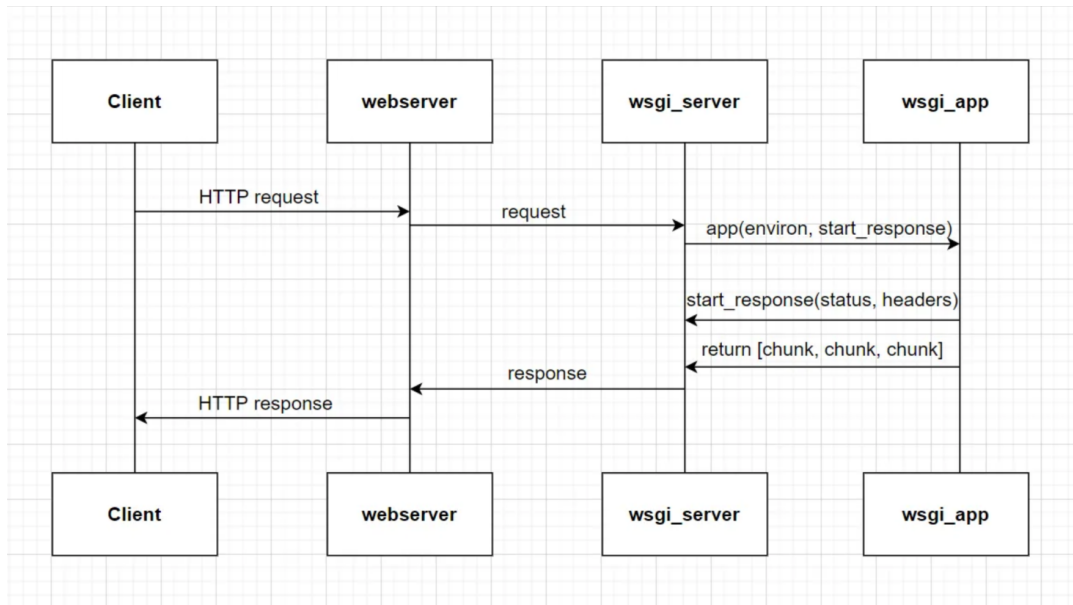 Client
webserver
wsgi_server
wsgi_app
HTTP request
request
app(environ, start_response)
start_response(status, headers)
return [chunk, chunk, chunk]
response
HTTP response
Client
webserver
wsgi_server
wsgi_app